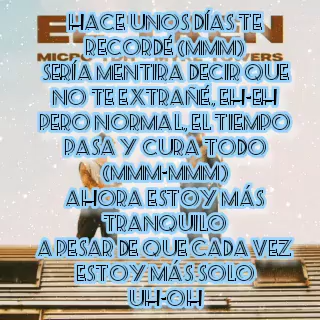 HACE UNOS DÍAS TE
RECORDÉ (MMM)
SERÍA MENTIRA DECIR QUE
NO TE EXTRAÑÉ, EH-EH
PERO NORMAL, EL TIEMPO
PASA Y CURA TODO
(MMM-MMM)
AHORA ESTOY MÁS
TRANQUILO
A PESAR DE QUE CADA VEZ
ESTOY MÁS SOLO
UH-OH